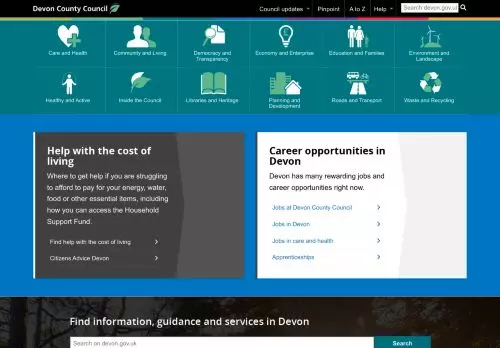 Devon County Council
Council updates
Pinpoint
A to Z
Help
Search devon.gov.uk
Care and Health
Community and Living
Democracy and
Transparency
Economy and Enterprise
Education and Families
Environment and
Landscape
Healthy and Active
Inside the Council
Libraries and Heritage
Planning and
Development
Roads and Transport
Waste and Recycling
Help with the cost of
living
Where to get help if you are struggling
to afford to pay for your energy, water,
food or other essential items, including
how you can access the Household
Support Fund.
Find help with the cost of living
Citizens Advice Devon
Career opportunities in
Devon
Devon has many rewarding jobs and
career opportunities right now.
Jobs at Devon County Council
Jobs in Devon
Jobs in care and health
Apprenticeships
Find information, guidance and services in Devon
Search on devon.gov.uk
Search